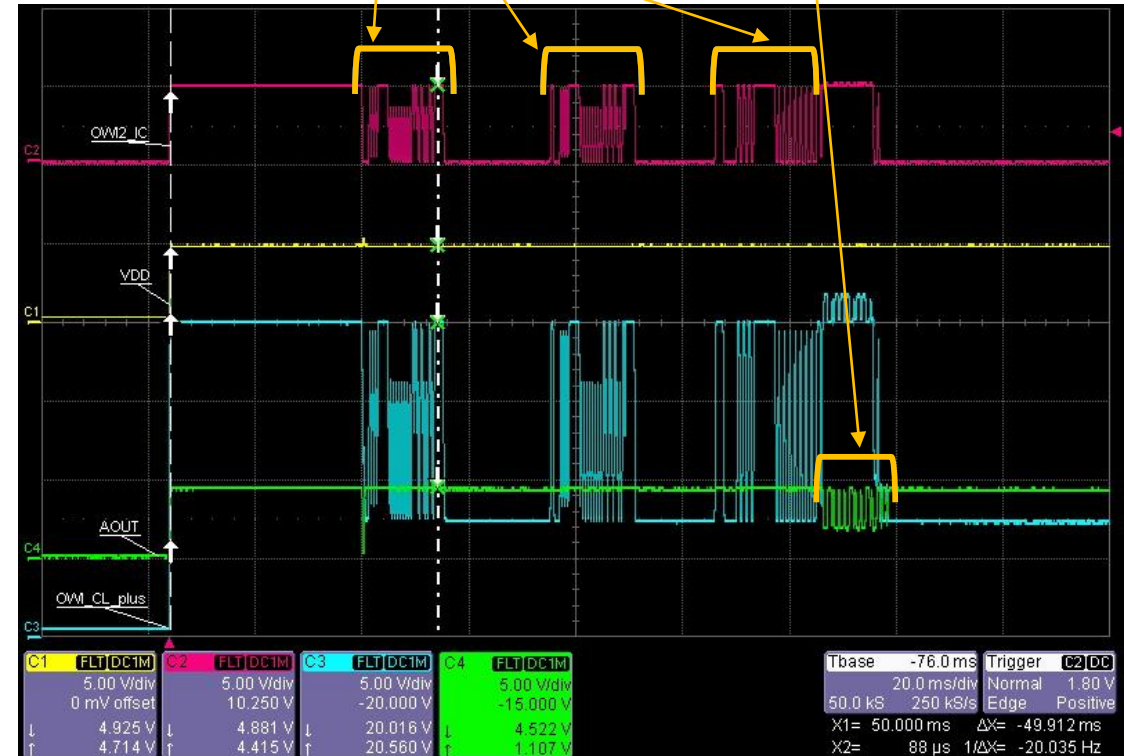 OWI2_IC
C2
VDD
C1
AOUT
C4
OWI_CL_plus
C3
C1 FLT DC1M C2 FLT DC1M C3 FLT DC1M C4 FLT DC1M
5.00 V/div 5.00 V/div 5.00 V/div 5.00 V/div
0 mV offset 10.250 V -20.000 V -15.000 V
↓ 4.925 V ↓ 4.881 V ↓ 20.016 V ↓ 4.522 V
↑ 4.714 V ↑ 4.415 V ↑ 20.560 V ↑ 1.107 V
Tbase -76.0 ms Trigger C2 DC
20.0 ms/div Normal 1.80 V
50.0 kS 250 kS/s Edge Positive
X1= 50.000 ms ΔX= -49.912 ms
X2= 88 µs 1/ΔX= -20.035 Hz